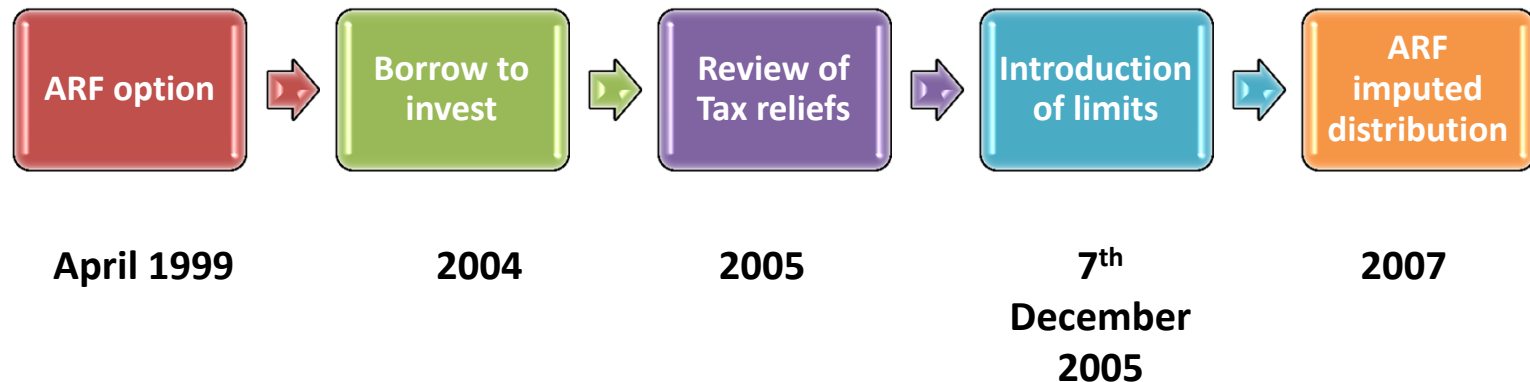 ARF option
Borrow to
invest
Review of
Tax reliefs
Introduction
of limits
ARF
imputed
distribution
April 1999
2004
2005
7th
December
2005
2007